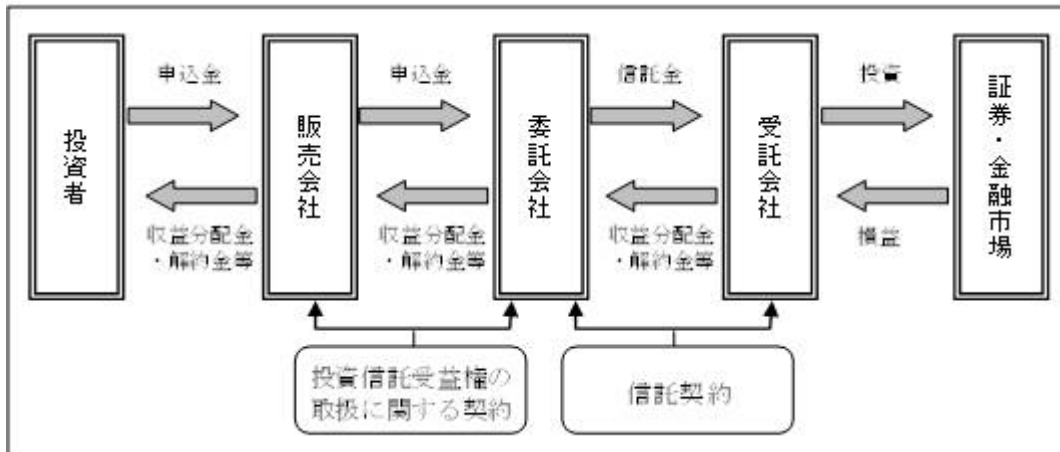 申込金
申込金
信託金
投資
投資者
販売会社
委託会社
受託会社
証券・金融市場
収益分配金
・解約金等
収益分配金
・解約金等
収益分配金
・解約金等
損益
投資信託受益権の
取扱に関する契約
信託契約